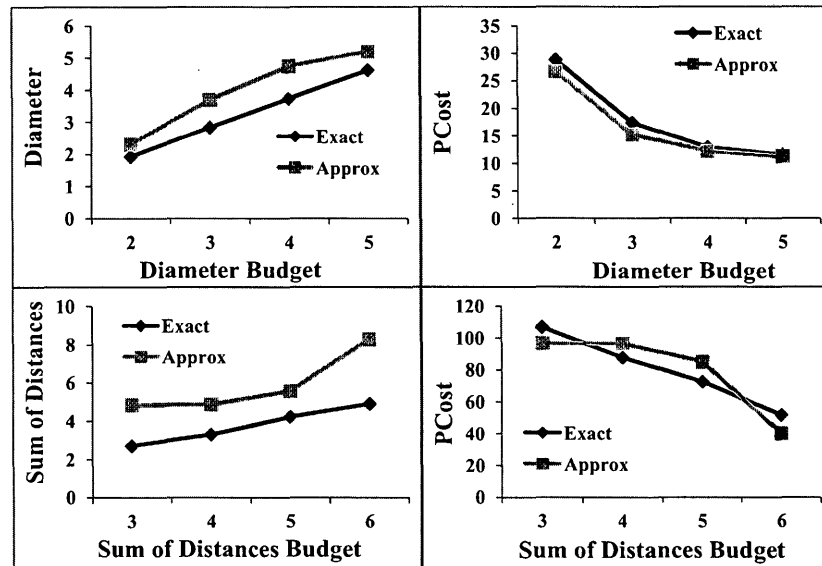 6
5
4
3
2
1
0
Diameter
Exact
Approx
2 3 4 5
Diameter Budget
35
30
25
20
15
10
5
0
PCost
Exact
Approx
2 3 4 5
Diameter Budget
10
8
6
4
2
0
Sum of Distances
Exact
Approx
3 4 5 6
Sum of Distances Budget
120
100
80
60
40
20
0
PCost
Exact
Approx
3 4 5 6
Sum of Distances Budget